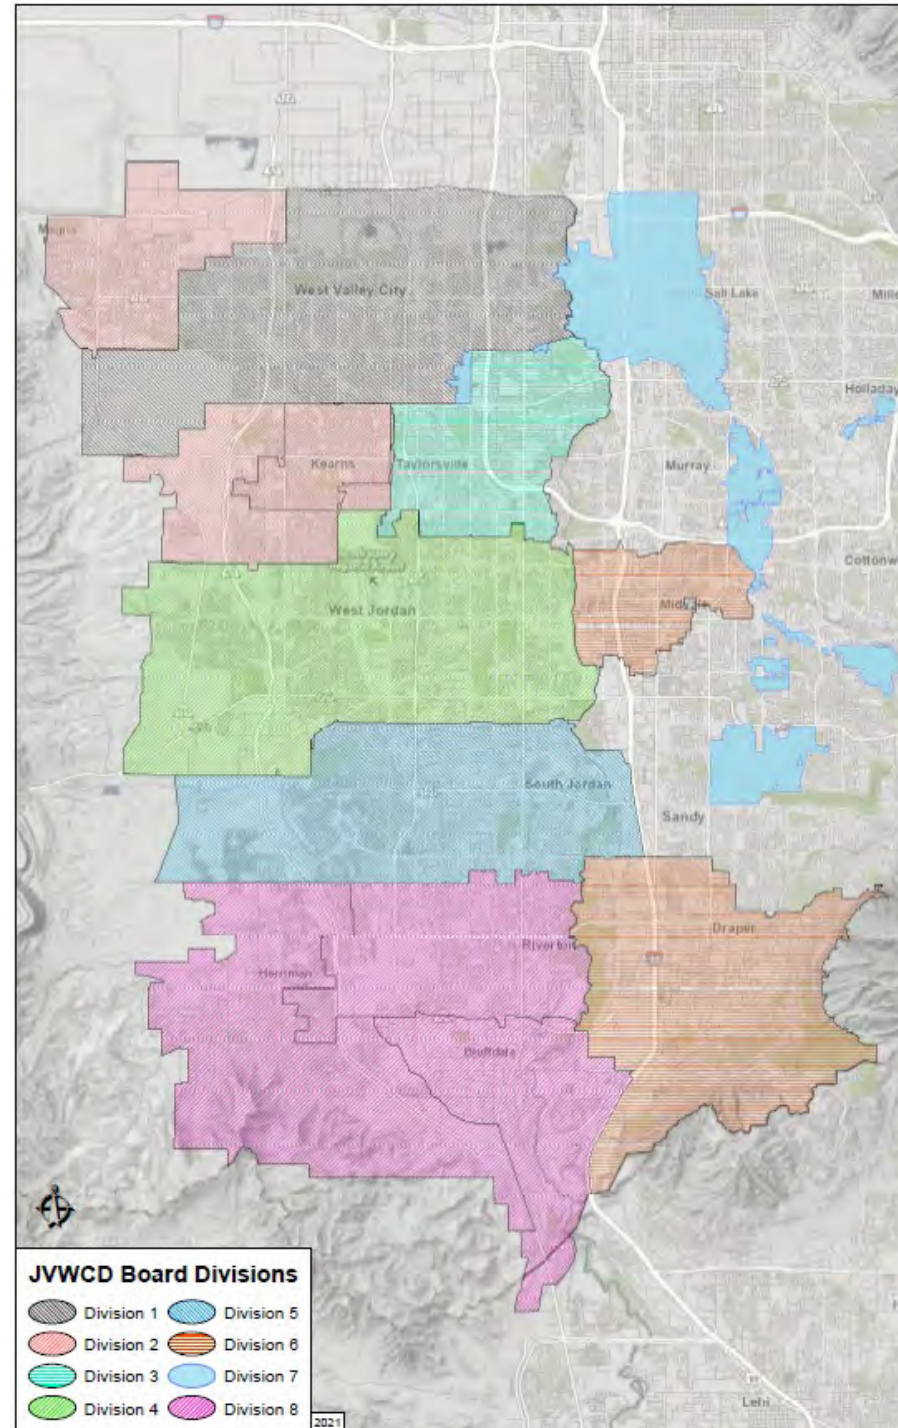 Magna
West Valley City
Salt Lake
Mill
Holladay
Kearns
Taylorsville
Murray
Cottonw
West Jordan
South Jordan
Sandy
Draper
Riverton
Herriman
Bluffdale
JVWCD Board Divisions
Division 1
Division 5
Division 2
Division 6
Division 3
Division 7
Division 4
Division 8
2021
Lehi